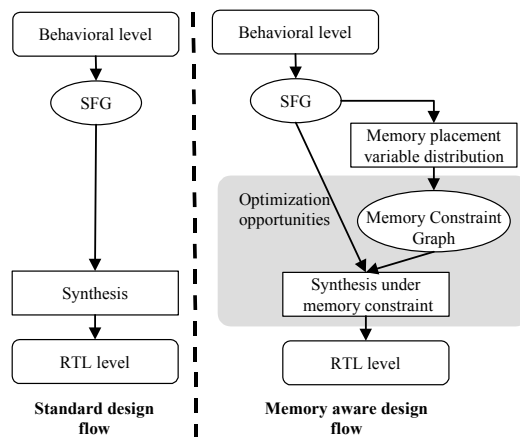 Behavioral level
SFG
Synthesis
RTL level
Standard design
flow
Behavioral level
SFG
Memory placement
variable distribution
Optimization
opportunities
Memory Constraint
Graph
Synthesis under
memory constraint
RTL level
Memory aware design
flow